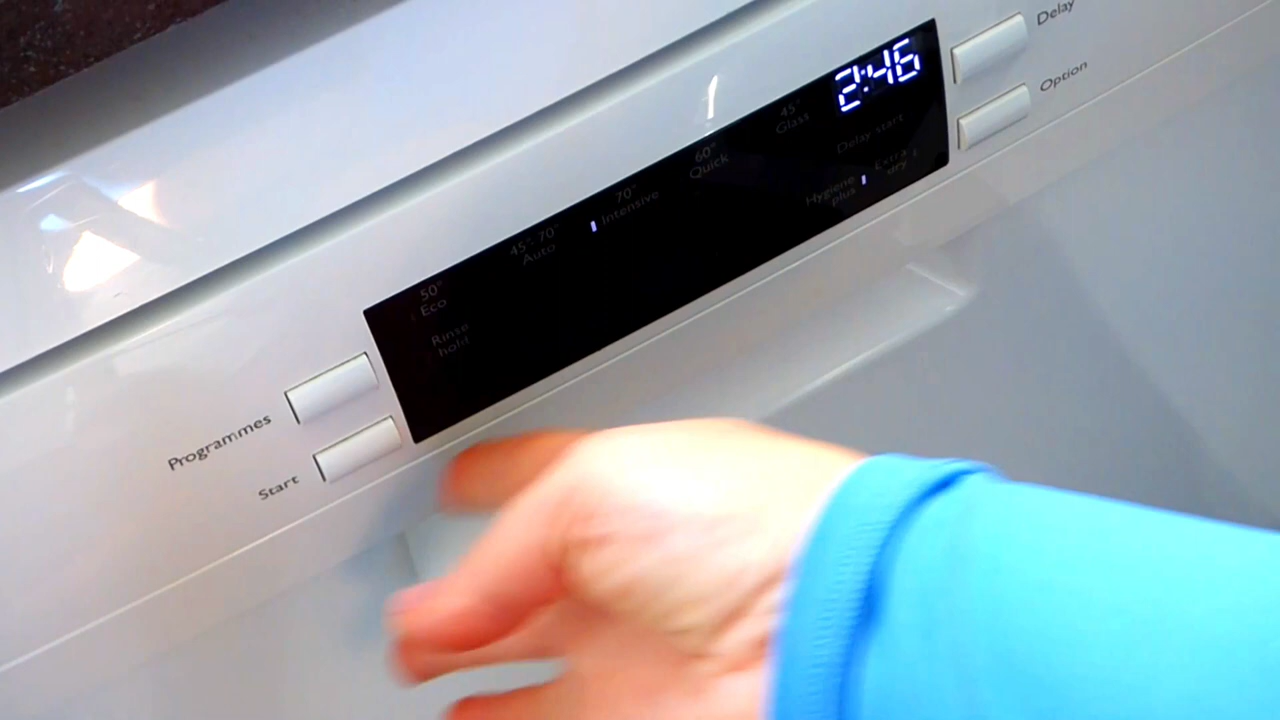 Delay
Option
2:46
45°
Glass
Delay start
60°
Quick
Extra
dry
70°
Intensive
Hygiene
plus
45°-70°
Auto
50°
Eco
Rinse
hold
Programmes
Start